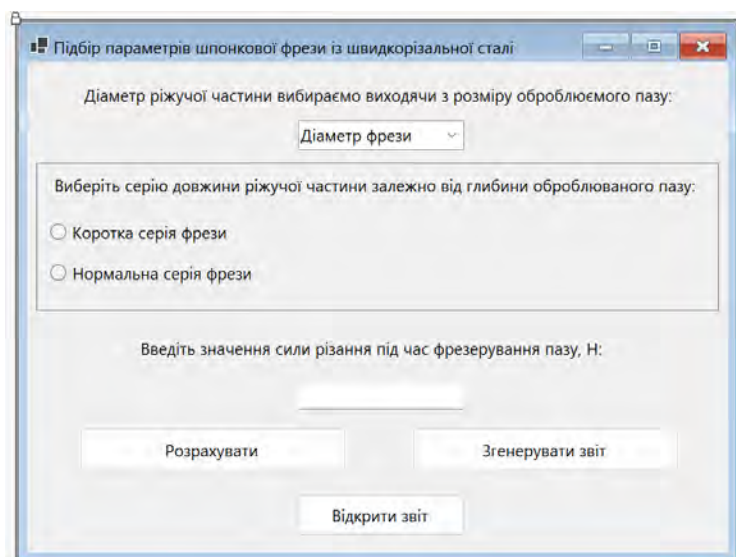 Підбір параметрів шпонкової фрези із швидкорізальної сталі
Діаметр ріжучої частини вибираємо виходячи з розміру оброблюємого пазу:
Діаметр фрези
Виберіть серію довжини ріжучої частини залежно від глибини оброблюваного пазу:
Коротка серія фрези
Нормальна серія фрези
Введіть значення сили різання під час фрезерування пазу, Н:
Розрахувати
Згенерувати звіт
Відкрити звіт